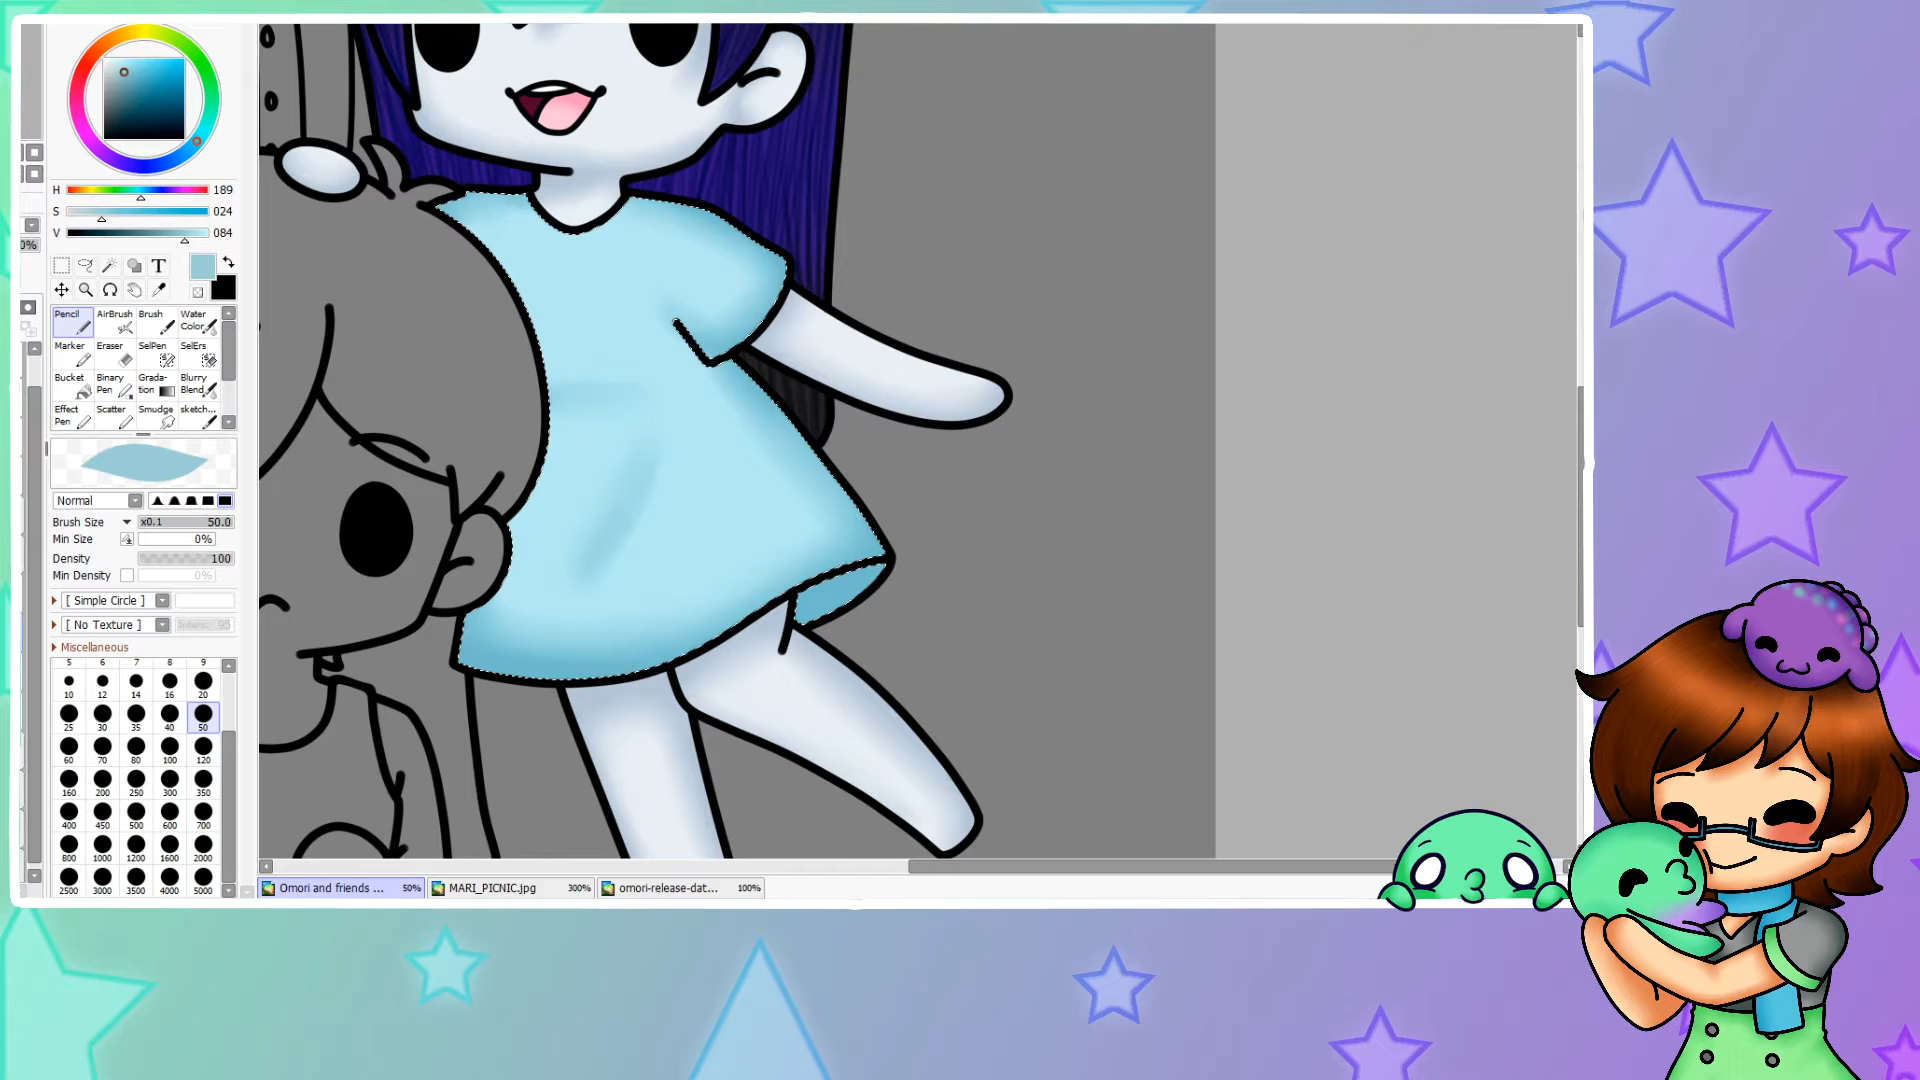 H 189
S 024
V 084
0%
T
Pencil AirBrush Brush Water Color
Marker Eraser SelPen SelErs
Bucket Binary Pen Grada-tion Blurry Blend
Effect Pen Scatter Smudge sketch...
Normal
Brush Size x0.1 50.0
Min Size 0%
Density 100
Min Density 0%
[ Simple Circle ]
[ No Texture ]
Miscellaneous
5 6 7 8 9
10 12 14 16 20
25 30 35 40 50
60 70 80 100 120
160 200 250 300 350
400 450 500 600 700
800 1000 1200 1600 2000
2500 3000 3500 4000 5000
Omori and friends ... 50% MARI_PICNIC.jpg 300% omori-release-dat... 100%